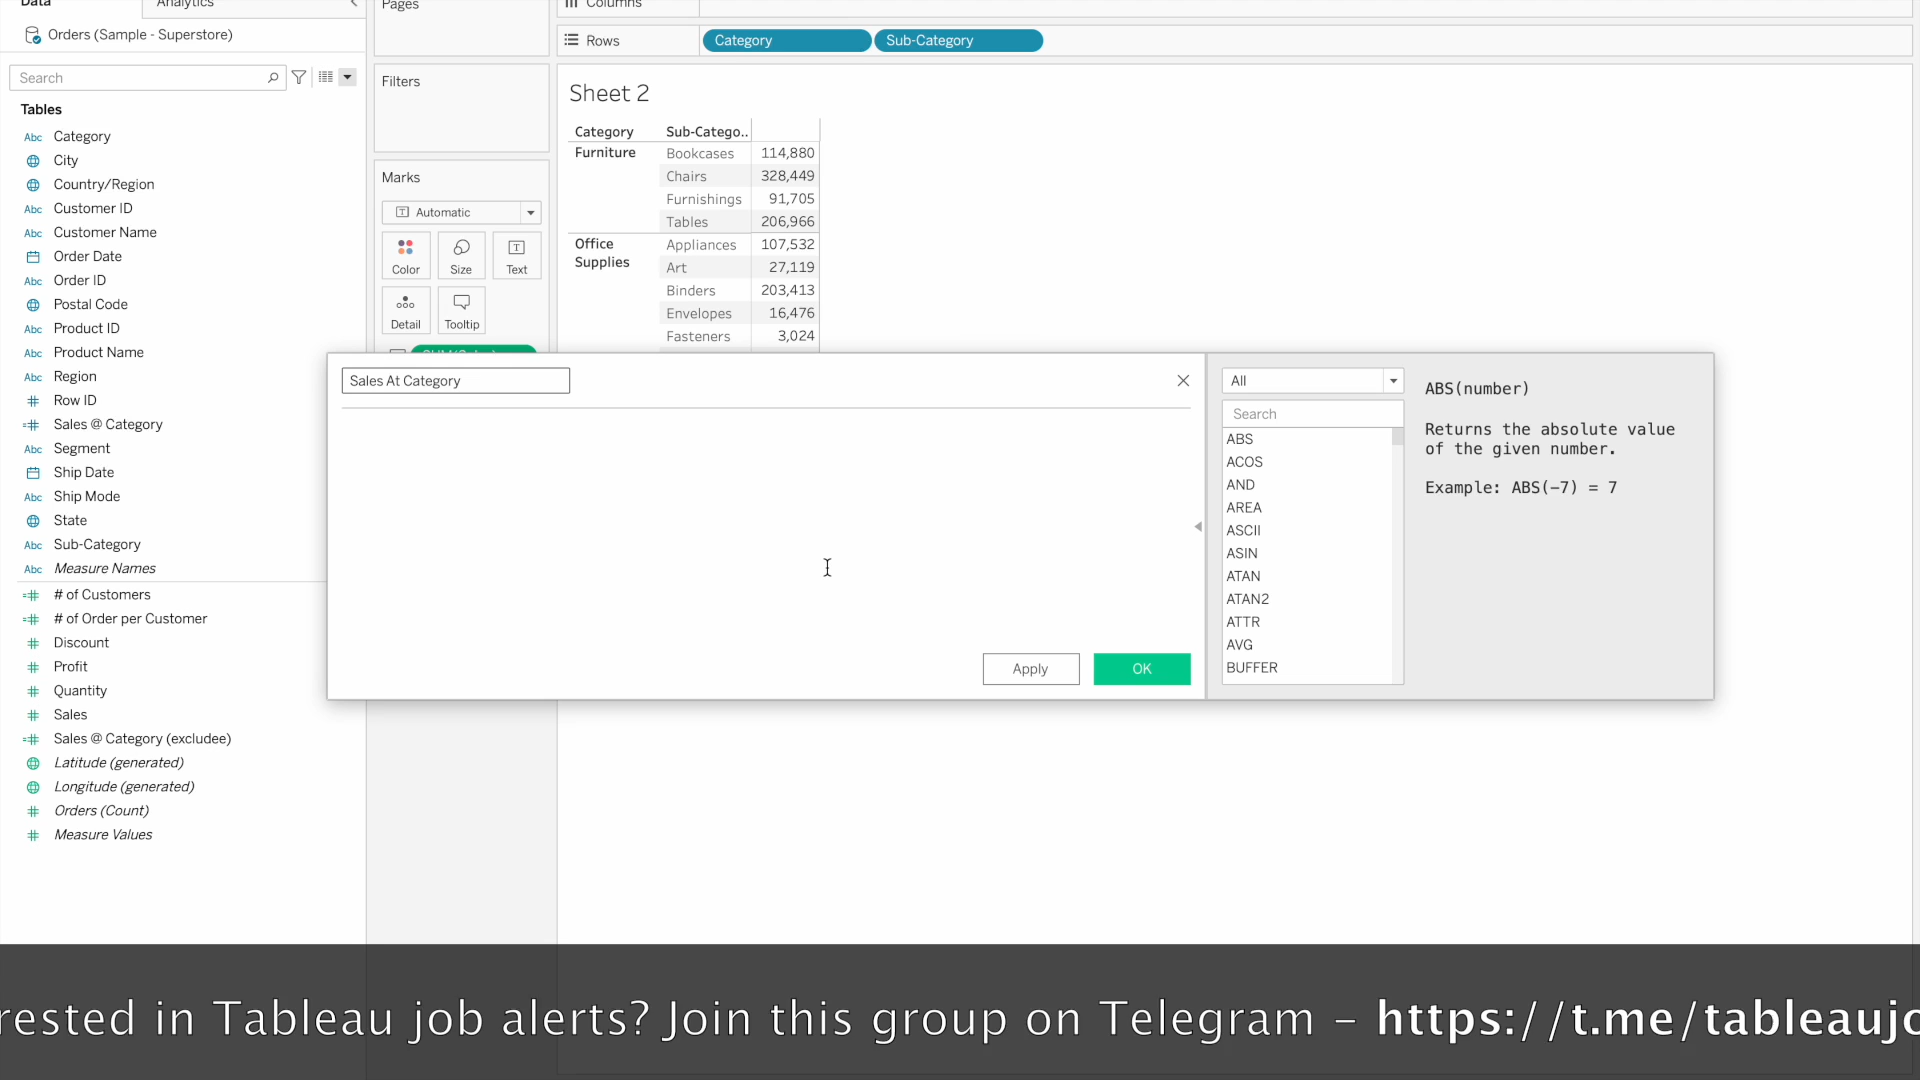 Data
Analytics
Pages
Columns
Orders (Sample - Superstore)
Rows
Category
Sub-Category
Search
Filters
Sheet 2
Tables
Category
City
Country/Region
Customer ID
Customer Name
Order Date
Order ID
Postal Code
Product ID
Product Name
Region
Row ID
Sales @ Category
Segment
Ship Date
Ship Mode
State
Sub-Category
Measure Names
# of Customers
# of Order per Customer
Discount
Profit
Quantity
Sales
Sales @ Category (excludee)
Latitude (generated)
Longitude (generated)
Orders (Count)
Measure Values
Marks
Automatic
Color
Size
Text
Detail
Tooltip
Category Sub-Catego..
Furniture Bookcases 114,880
Chairs 328,449
Furnishings 91,705
Tables 206,966
Office Supplies Appliances 107,532
Art 27,119
Binders 203,413
Envelopes 16,476
Fasteners 3,024
Sales At Category
Apply
OK
All
Search
ABS
ACOS
AND
AREA
ASCII
ASIN
ATAN
ATAN2
ATTR
AVG
BUFFER
ABS(number)
Returns the absolute value
of the given number.
Example: ABS(-7) = 7
rested in Tableau job alerts? Join this group on Telegram – https://t.me/tableaujo